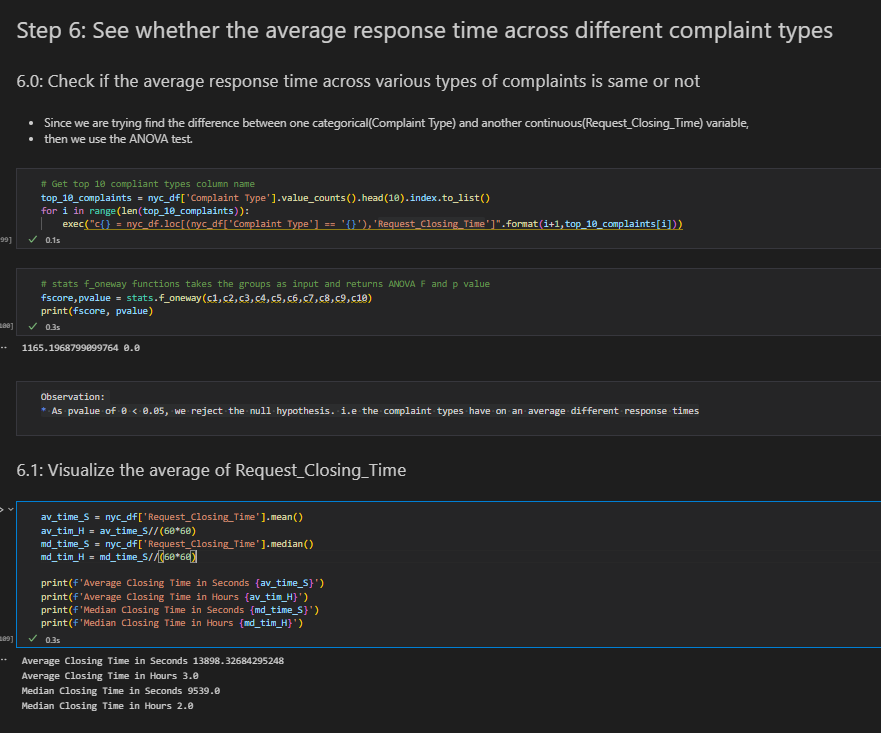 Step 6: See whether the average response time across different complaint types
6.0: Check if the average response time across various types of complaints is same or not
• Since we are trying find the difference between one categorical(Complaint Type) and another continuous(Request_Closing_Time) variable,
• then we use the ANOVA test.
# Get top 10 compliant types column name
top_10_complaints = nyc_df['Complaint Type'].value_counts().head(10).index.to_list()
for i in range(len(top_10_complaints)):
    exec("c{} = nyc_df.loc[(nyc_df['Complaint Type'] == '{}'),'Request_Closing_Time']".format(i+1,top_10_complaints[i]))
99] ✓ 0.1s
# stats f_oneway functions takes the groups as input and returns ANOVA F and p value
fscore,pvalue = stats.f_oneway(c1,c2,c3,c4,c5,c6,c7,c8,c9,c10)
print(fscore, pvalue)
100] ✓ 0.3s
1165.1968799099764 0.0
Observation:
* As pvalue of 0 < 0.05, we reject the null hypothesis. i.e the complaint types have on an average different response times
6.1: Visualize the average of Request_Closing_Time
av_time_S = nyc_df['Request_Closing_Time'].mean()
av_tim_H = av_time_S//(60*60)
md_time_S = nyc_df['Request_Closing_Time'].median()
md_tim_H = md_time_S//(60*60)
print(f'Average Closing Time in Seconds {av_time_S}')
print(f'Average Closing Time in Hours {av_tim_H}')
print(f'Median Closing Time in Seconds {md_time_S}')
print(f'Median Closing Time in Hours {md_tim_H}')
109] ✓ 0.3s
Average Closing Time in Seconds 13898.32684295248
Average Closing Time in Hours 3.0
Median Closing Time in Seconds 9539.0
Median Closing Time in Hours 2.0